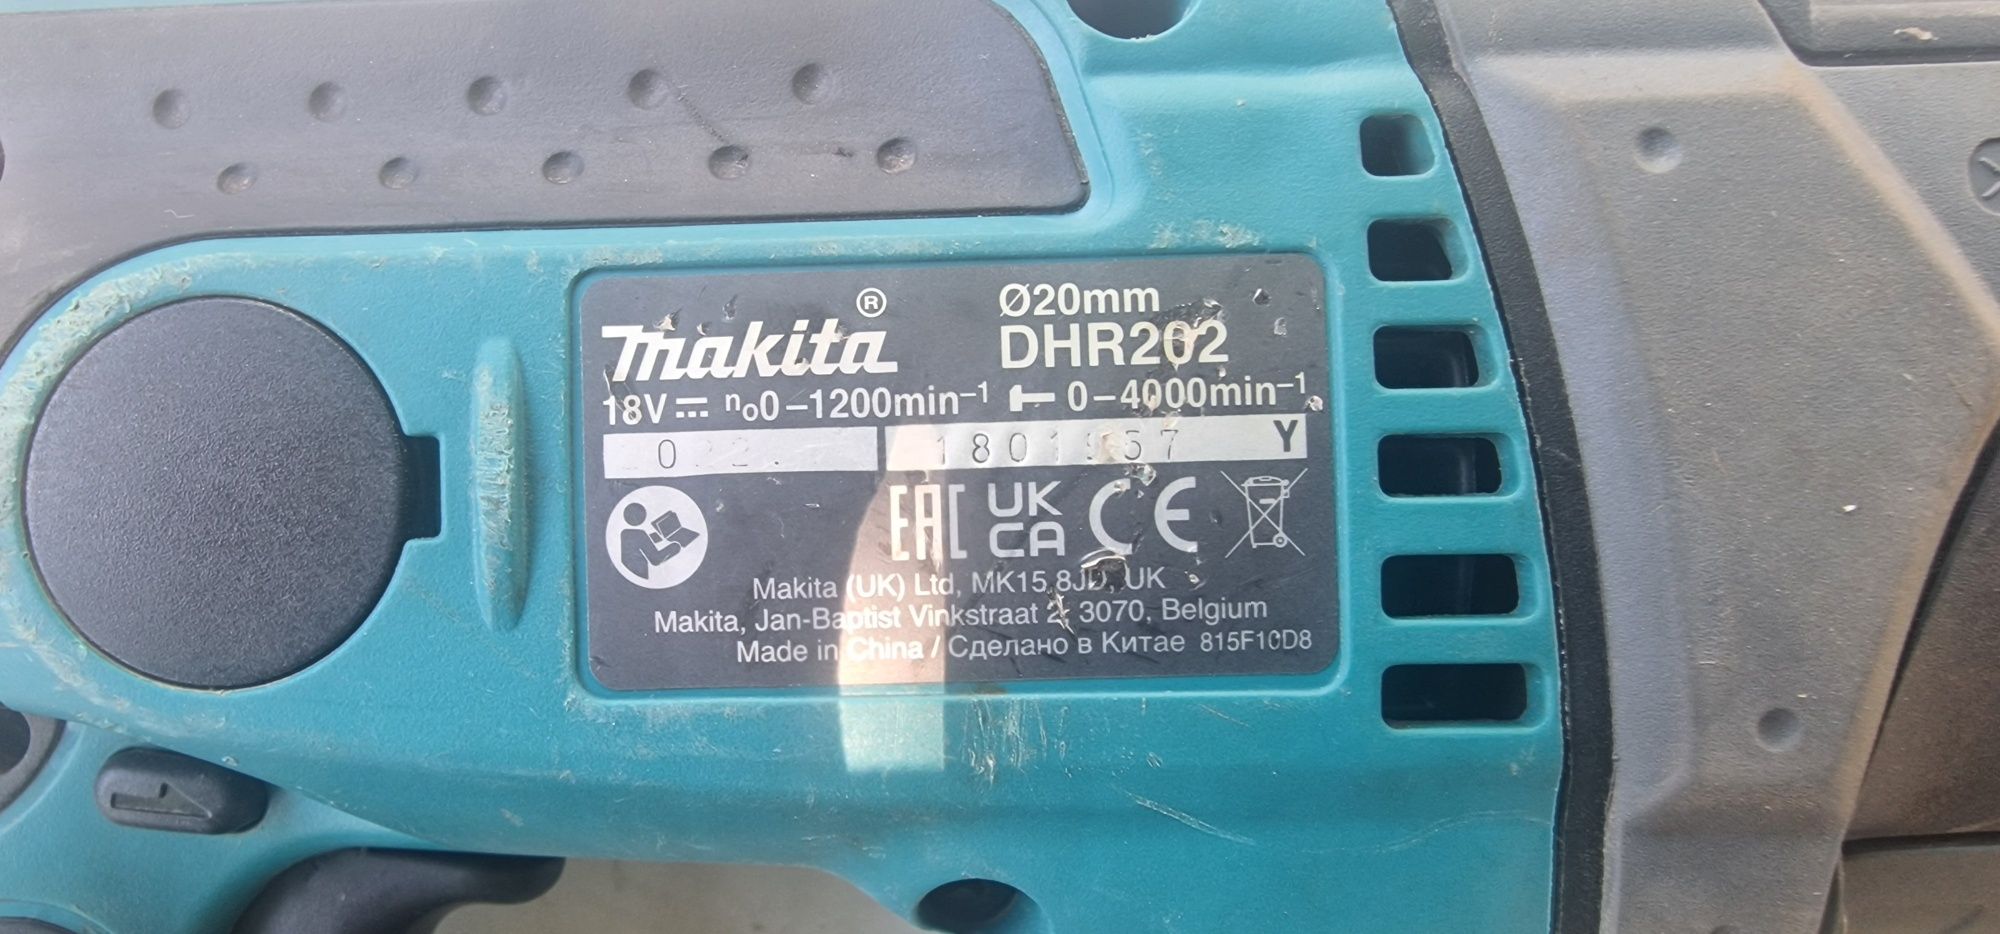 Makita® Ø20mm
DHR202
18V⎓ n₀0–1200min⁻¹ 0–4000min⁻¹
Y
EAC UK CA CE
Makita (UK) Ltd, MK15 8JD, UK
Makita, Jan-Baptist Vinkstraat 2, 3070, Belgium
Made in China / Сделано в Китае 815F10D8